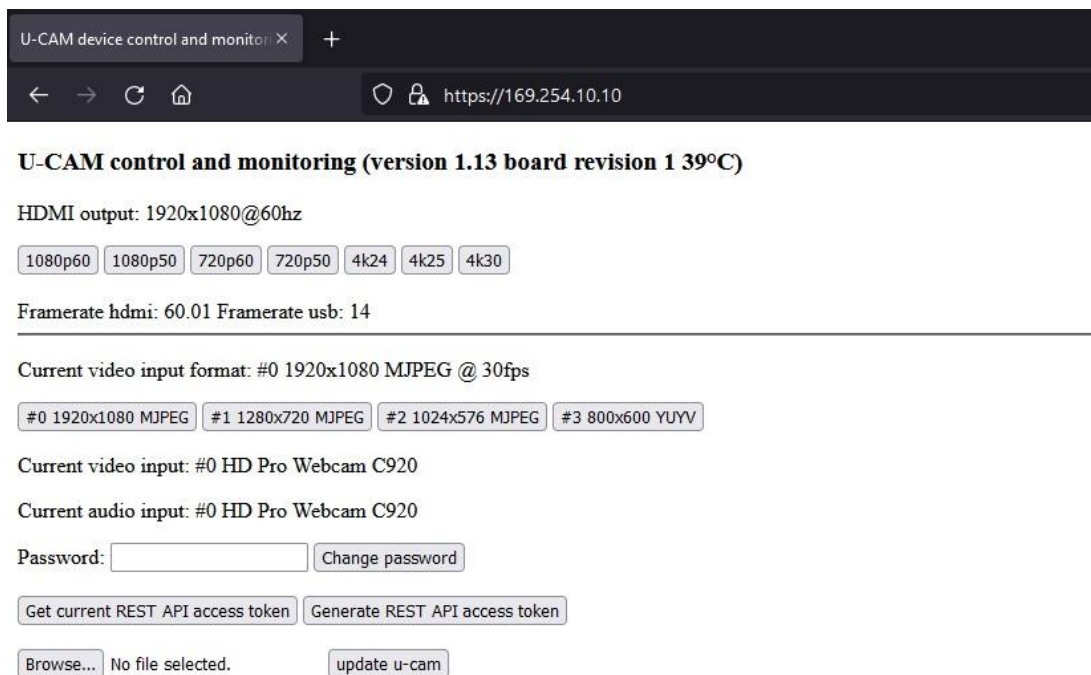 U-CAM device control and monitori
https://169.254.10.10
U-CAM control and monitoring (version 1.13 board revision 1 39°C)
HDMI output: 1920x1080@60hz
1080p60 1080p50 720p60 720p50 4k24 4k25 4k30
Framerate hdmi: 60.01 Framerate usb: 14
Current video input format: #0 1920x1080 MJPEG @ 30fps
#0 1920x1080 MJPEG #1 1280x720 MJPEG #2 1024x576 MJPEG #3 800x600 YUYV
Current video input: #0 HD Pro Webcam C920
Current audio input: #0 HD Pro Webcam C920
Password: Change password
Get current REST API access token Generate REST API access token
Browse... No file selected. update u-cam